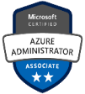 Microsoft
CERTIFIED
AZURE
ADMINISTRATOR
ASSOCIATE